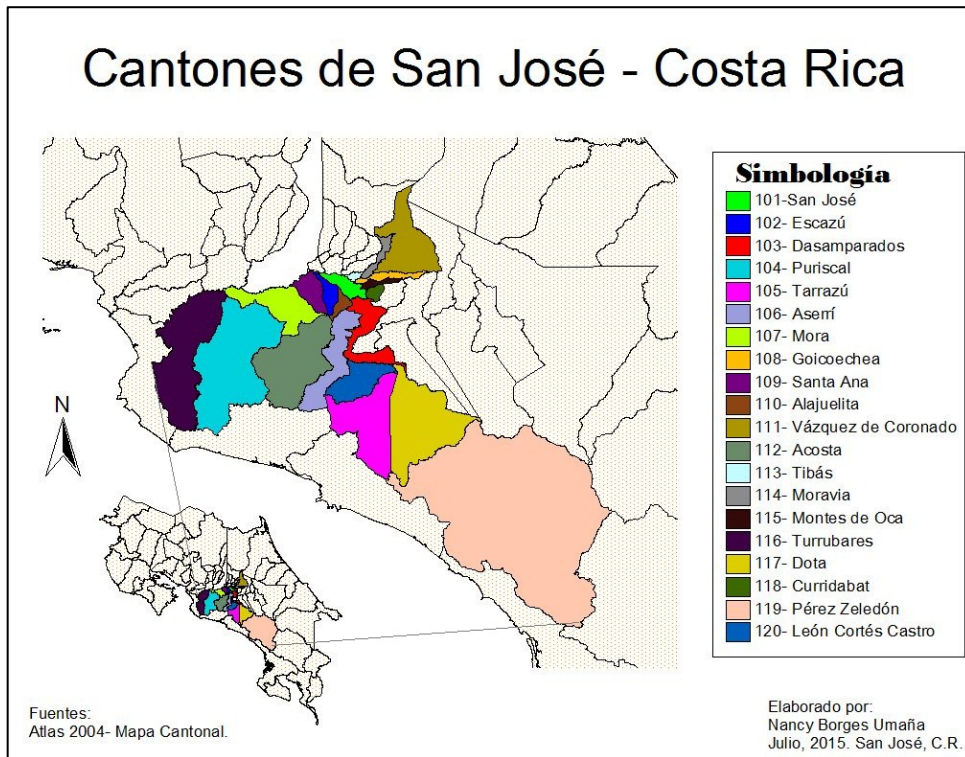 Cantones de San José - Costa Rica
Simbología
101-San José
102- Escazú
103- Dasamparados
104- Puriscal
105- Tarrazú
106- Aserrí
107- Mora
108- Goicoechea
109- Santa Ana
110- Alajuelita
111- Vázquez de Coronado
112- Acosta
113- Tibás
114- Moravia
115- Montes de Oca
116- Turrubares
117- Dota
118- Curridabat
119- Pérez Zeledón
120- León Cortés Castro
N
Fuentes:
Atlas 2004- Mapa Cantonal.
Elaborado por:
Nancy Borges Umaña
Julio, 2015. San José, C.R.